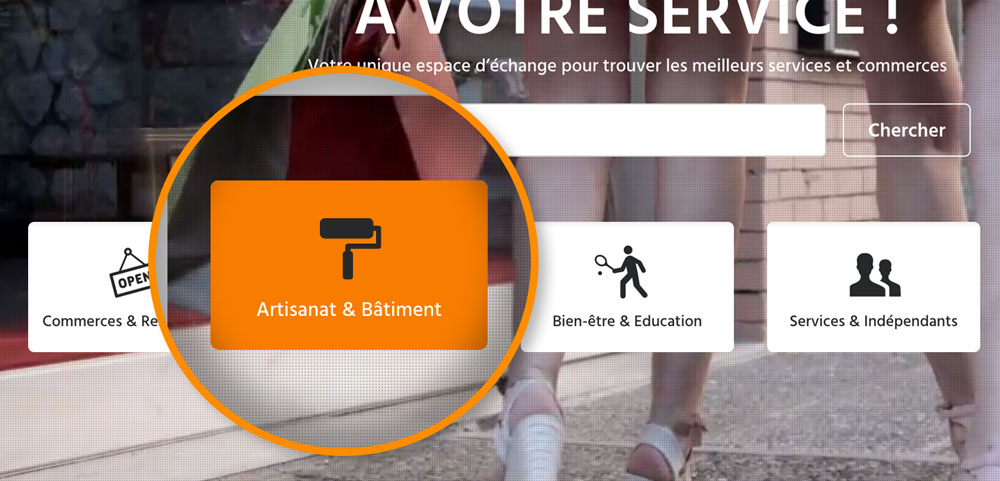 À VOTRE SERVICE !
Votre unique espace d’échange pour trouver les meilleurs services et commerces
Chercher
OPEN
Commerces & Re
Artisanat & Bâtiment
Bien-être & Education
Services & Indépendants